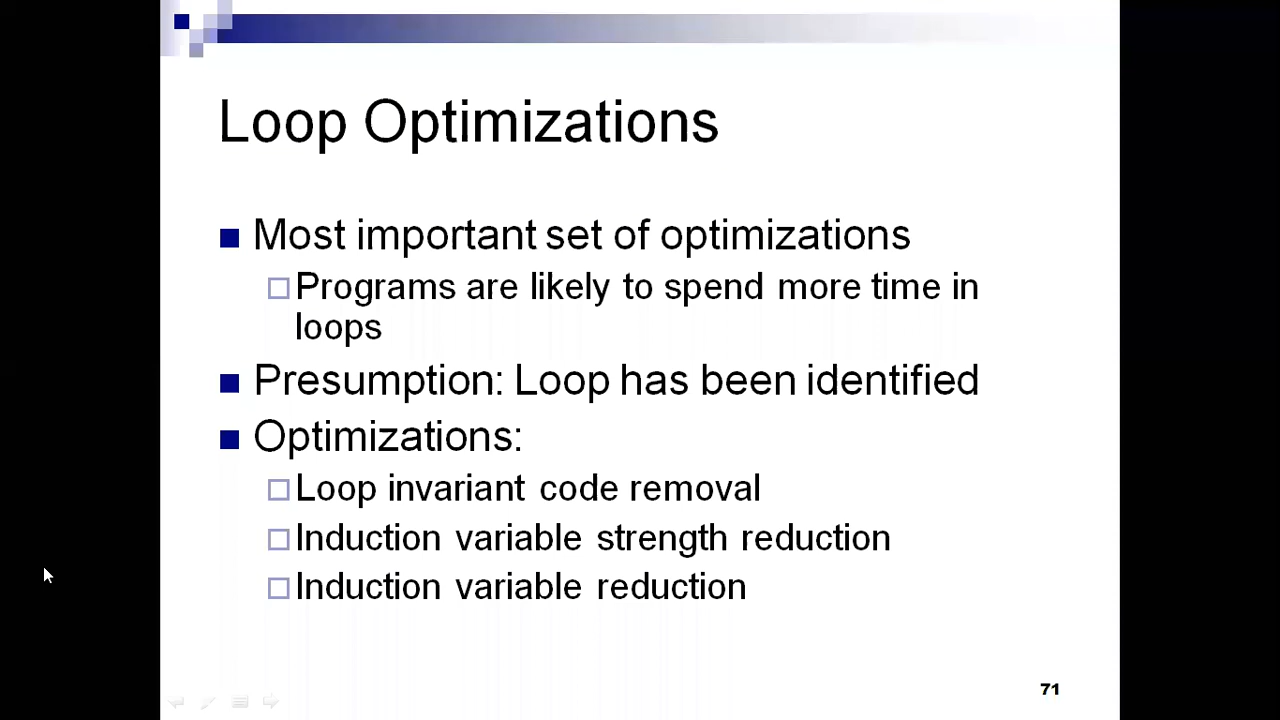 Loop Optimizations
Most important set of optimizations
Programs are likely to spend more time in
loops
Presumption: Loop has been identified
Optimizations:
Loop invariant code removal
Induction variable strength reduction
Induction variable reduction
71